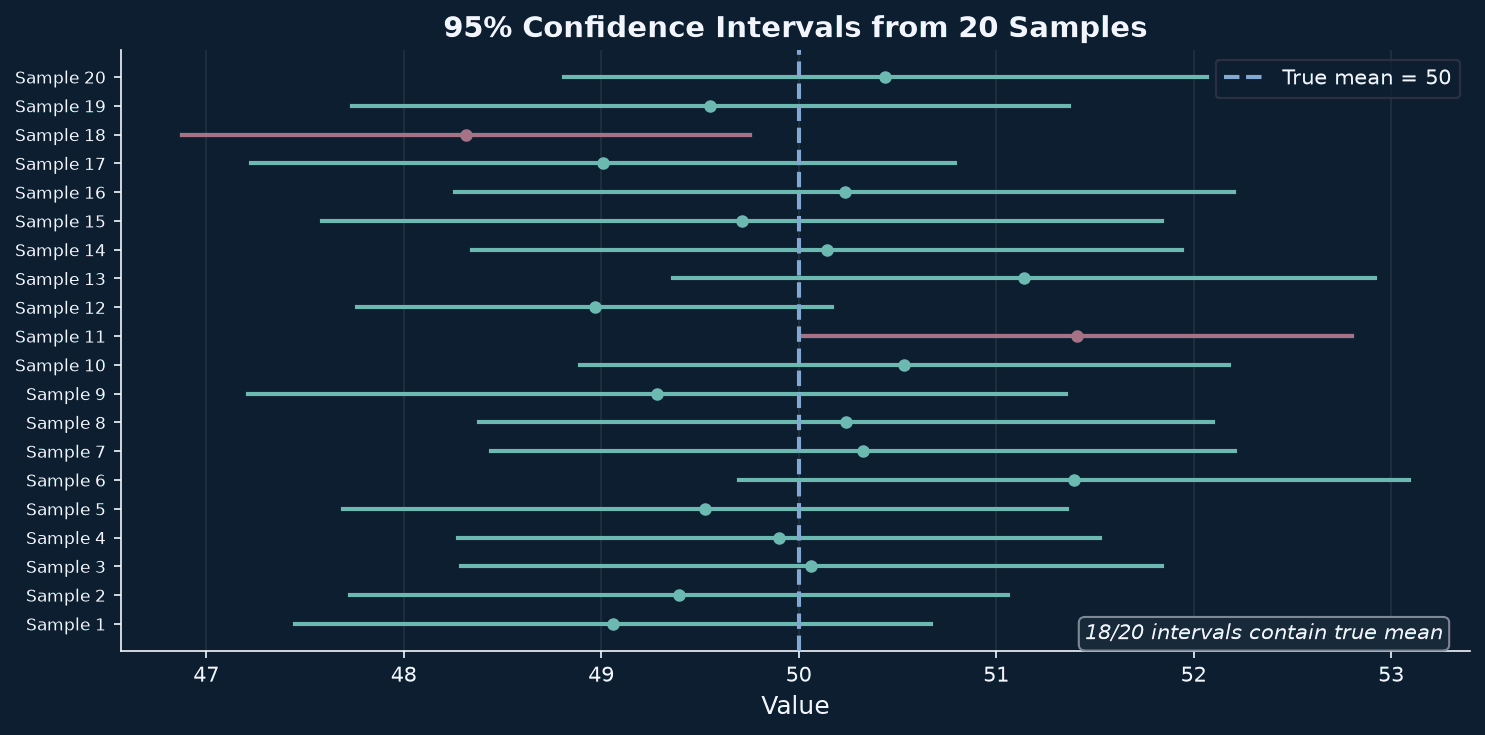 95% Confidence Intervals from 20 Samples
Sample 20
Sample 19
Sample 18
Sample 17
Sample 16
Sample 15
Sample 14
Sample 13
Sample 12
Sample 11
Sample 10
Sample 9
Sample 8
Sample 7
Sample 6
Sample 5
Sample 4
Sample 3
Sample 2
Sample 1
True mean = 50
18/20 intervals contain true mean
47 48 49 50 51 52 53
Value